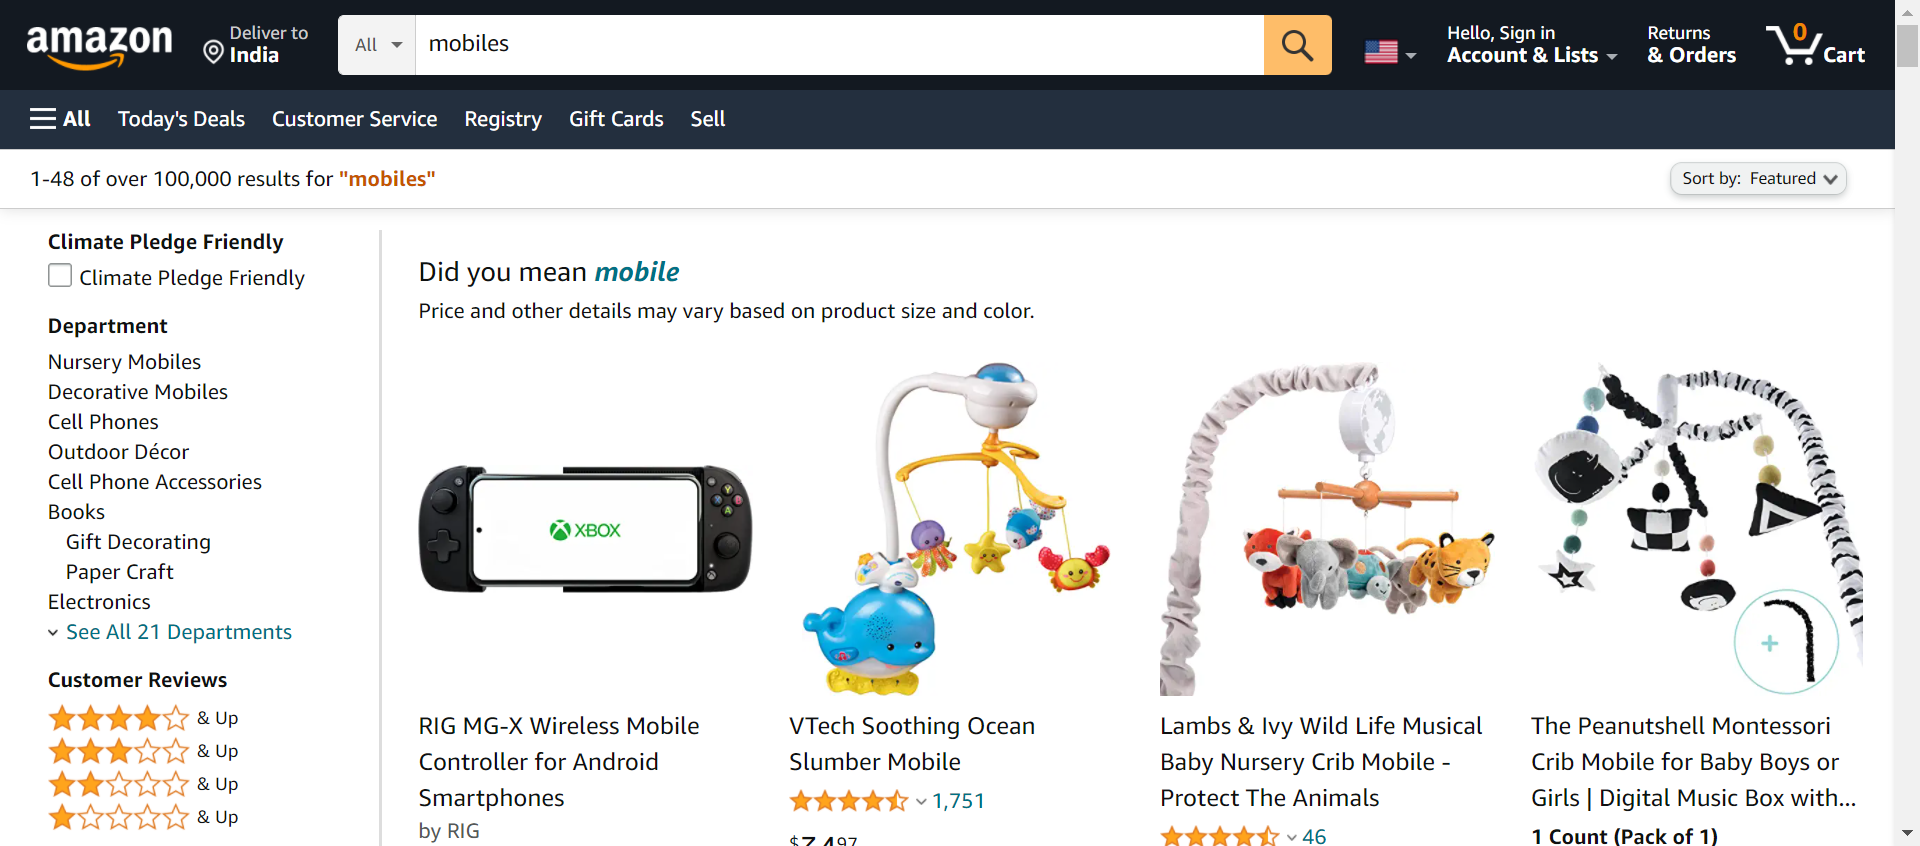 amazon
Deliver to
India
All
mobiles
Hello, Sign in
Account & Lists
Returns
& Orders
0
Cart
All
Today's Deals
Customer Service
Registry
Gift Cards
Sell
1-48 of over 100,000 results for "mobiles"
Sort by: Featured
Climate Pledge Friendly
Climate Pledge Friendly
Department
Nursery Mobiles
Decorative Mobiles
Cell Phones
Outdoor Décor
Cell Phone Accessories
Books
Gift Decorating
Paper Craft
Electronics
See All 21 Departments
Customer Reviews
& Up
& Up
& Up
& Up
Did you mean mobile
Price and other details may vary based on product size and color.
XBOX
RIG MG-X Wireless Mobile
Controller for Android
Smartphones
by RIG
VTech Soothing Ocean
Slumber Mobile
1,751
Lambs & Ivy Wild Life Musical
Baby Nursery Crib Mobile -
Protect The Animals
46
The Peanutshell Montessori
Crib Mobile for Baby Boys or
Girls | Digital Music Box with...
1 Count (Pack of 1)